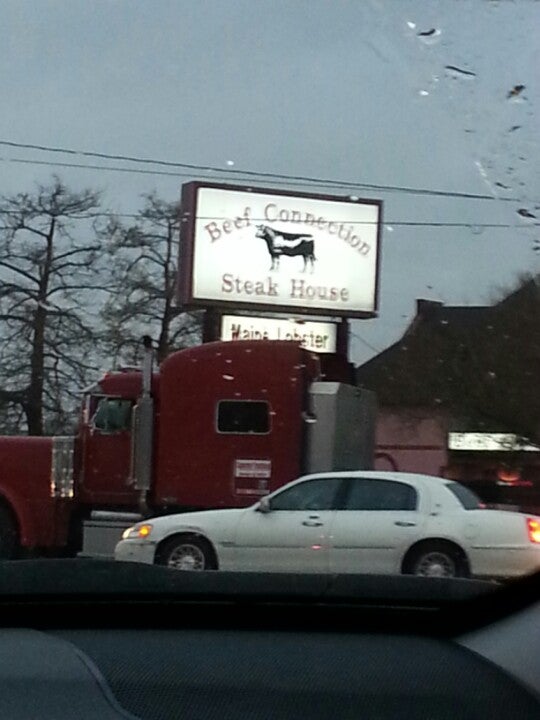 Beef Connection
Steak House
Maine Lobster